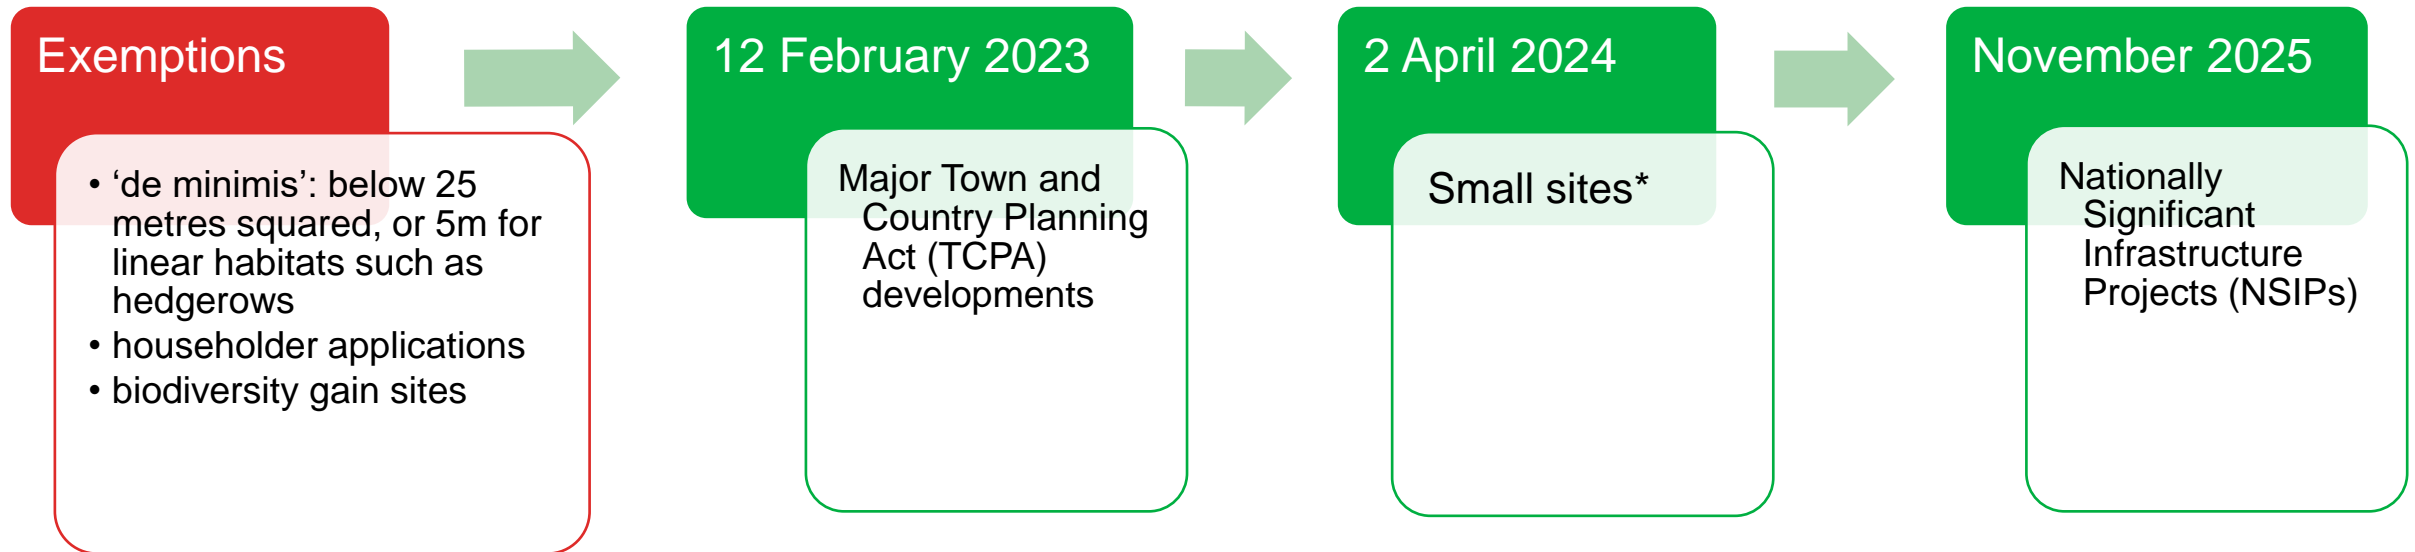 Exemptions
• ‘de minimis’: below 25
metres squared, or 5m for
linear habitats such as
hedgerows
• householder applications
• biodiversity gain sites
12 February 2023
Major Town and
Country Planning
Act (TCPA)
developments
2 April 2024
Small sites*
November 2025
Nationally
Significant
Infrastructure
Projects (NSIPs)